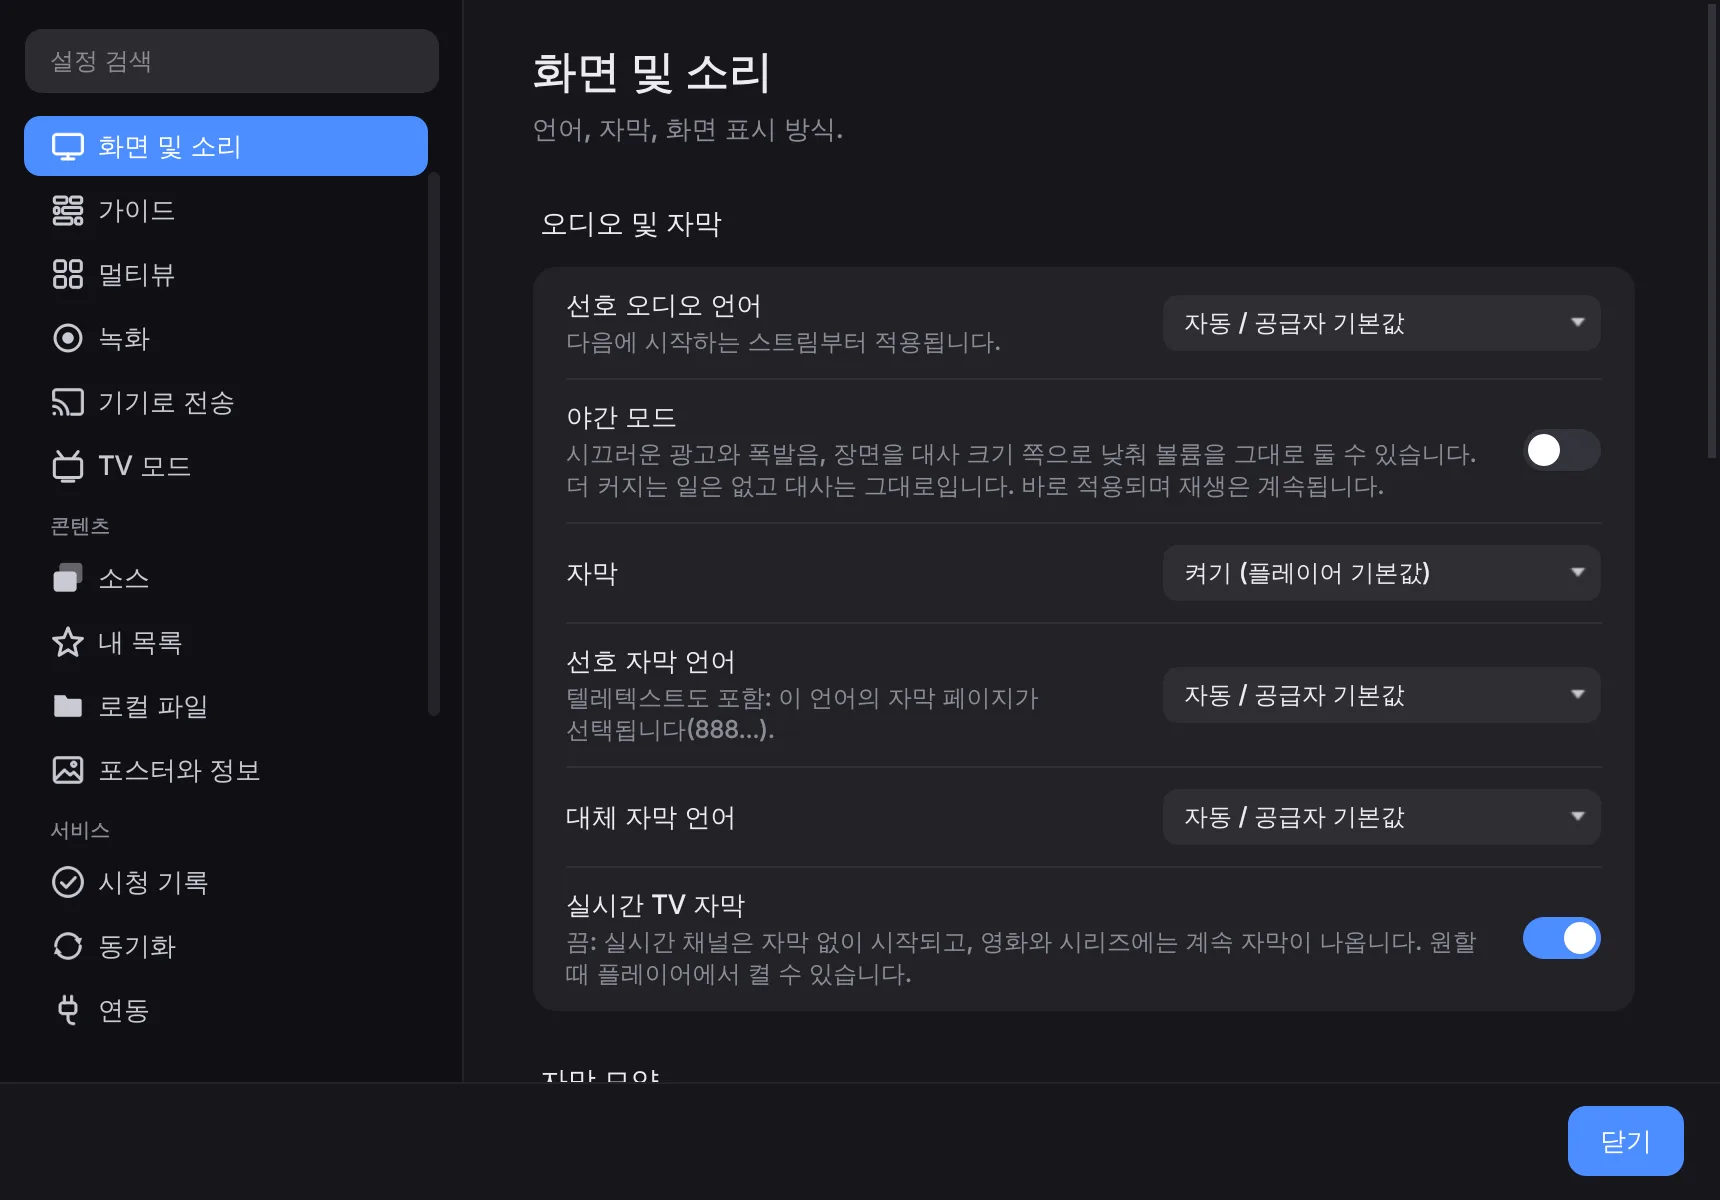 설정 검색
화면 및 소리
가이드
멀티뷰
녹화
기기로 전송
TV 모드
콘텐츠
소스
내 목록
로컬 파일
포스터와 정보
서비스
시청 기록
동기화
연동
화면 및 소리
언어, 자막, 화면 표시 방식.
오디오 및 자막
선호 오디오 언어
다음에 시작하는 스트림부터 적용됩니다.
자동 / 공급자 기본값
야간 모드
시끄러운 광고와 폭발음, 장면을 대사 크기 쪽으로 낮춰 볼륨을 그대로 둘 수 있습니다.
더 커지는 일은 없고 대사는 그대로입니다. 바로 적용되며 재생은 계속됩니다.
자막
켜기 (플레이어 기본값)
선호 자막 언어
텔레텍스트도 포함: 이 언어의 자막 페이지가
선택됩니다(888...).
자동 / 공급자 기본값
대체 자막 언어
자동 / 공급자 기본값
실시간 TV 자막
끔: 실시간 채널은 자막 없이 시작되고, 영화와 시리즈에는 계속 자막이 나옵니다. 원할
때 플레이어에서 켤 수 있습니다.
자막 모양
닫기